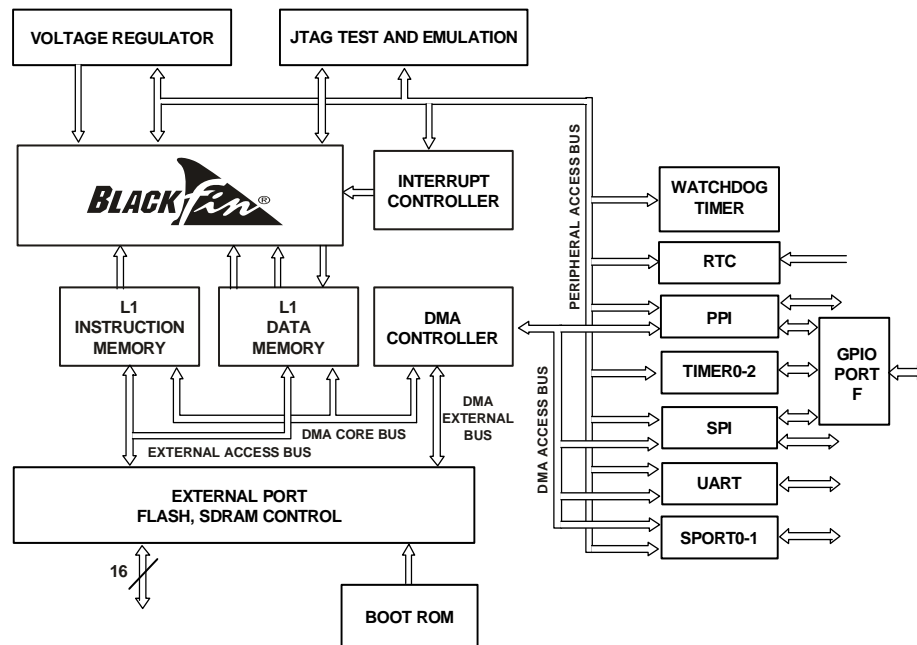 VOLTAGE REGULATOR
JTAG TEST AND EMULATION
BLACKfin®
INTERRUPT
CONTROLLER
PERIPHERAL ACCESS BUS
WATCHDOG
TIMER
RTC
L1
INSTRUCTION
MEMORY
L1
DATA
MEMORY
DMA
CONTROLLER
PPI
GPIO
PORT
F
TIMER0-2
DMA
EXTERNAL
BUS
DMA CORE BUS
EXTERNAL ACCESS BUS
DMA ACCESS BUS
SPI
UART
SPORT0-1
EXTERNAL PORT
FLASH, SDRAM CONTROL
16
BOOT ROM